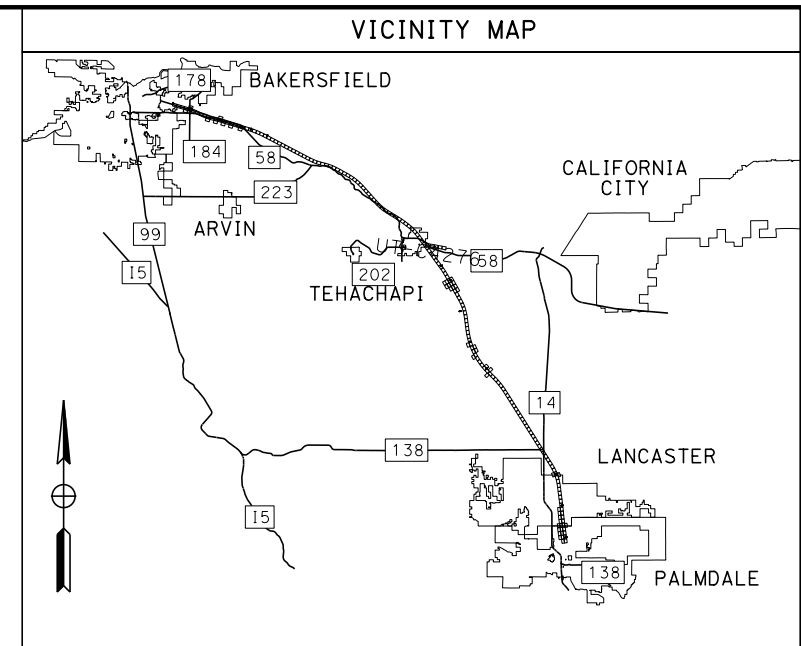 VICINITY MAP
178
BAKERSFIELD
184
58
CALIFORNIA
CITY
223
99
ARVIN
I5
58
202
TEHACHAPI
14
138
LANCASTER
I5
138
PALMDALE